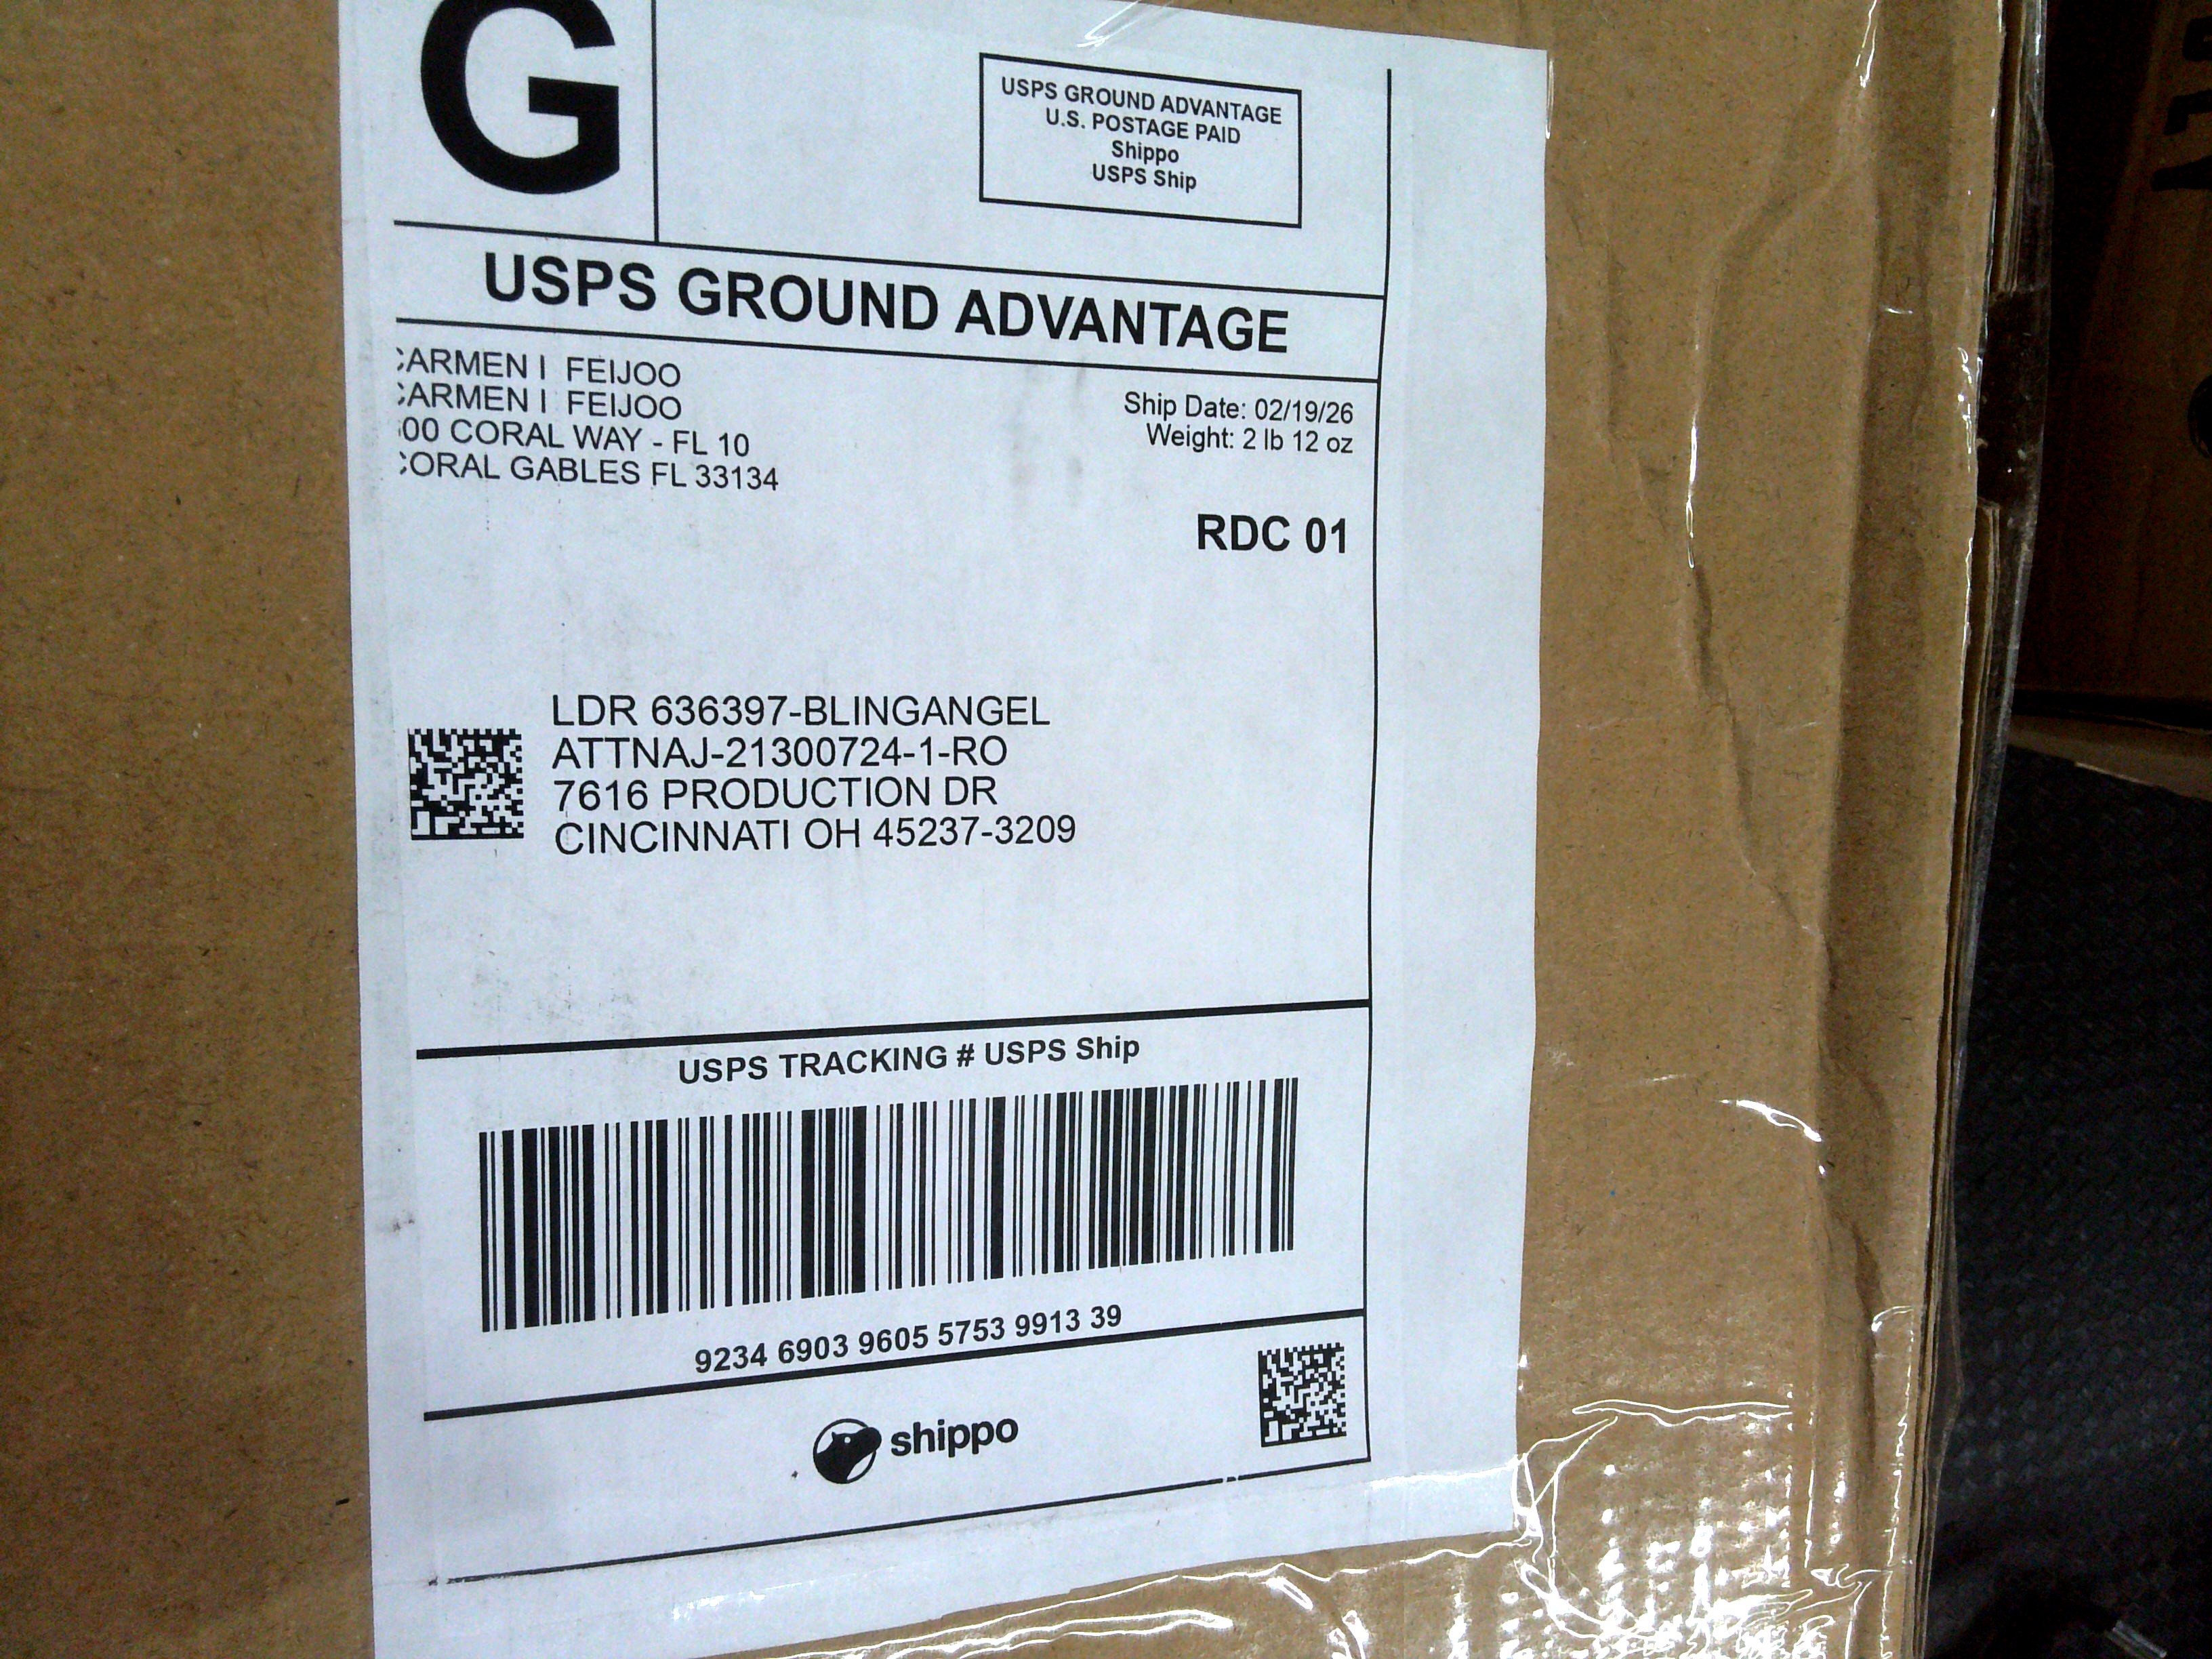 G
USPS GROUND ADVANTAGE
U.S. POSTAGE PAID
Shippo
USPS Ship
USPS GROUND ADVANTAGE
CARMEN I FEIJOO
CARMEN I FEIJOO
00 CORAL WAY - FL 10
CORAL GABLES FL 33134
Ship Date: 02/19/26
Weight: 2 lb 12 oz
RDC 01
LDR 636397-BLINGANGEL
ATTNAJ-21300724-1-RO
7616 PRODUCTION DR
CINCINNATI OH 45237-3209
USPS TRACKING # USPS Ship
9234 6903 9605 5753 9913 39
shippo